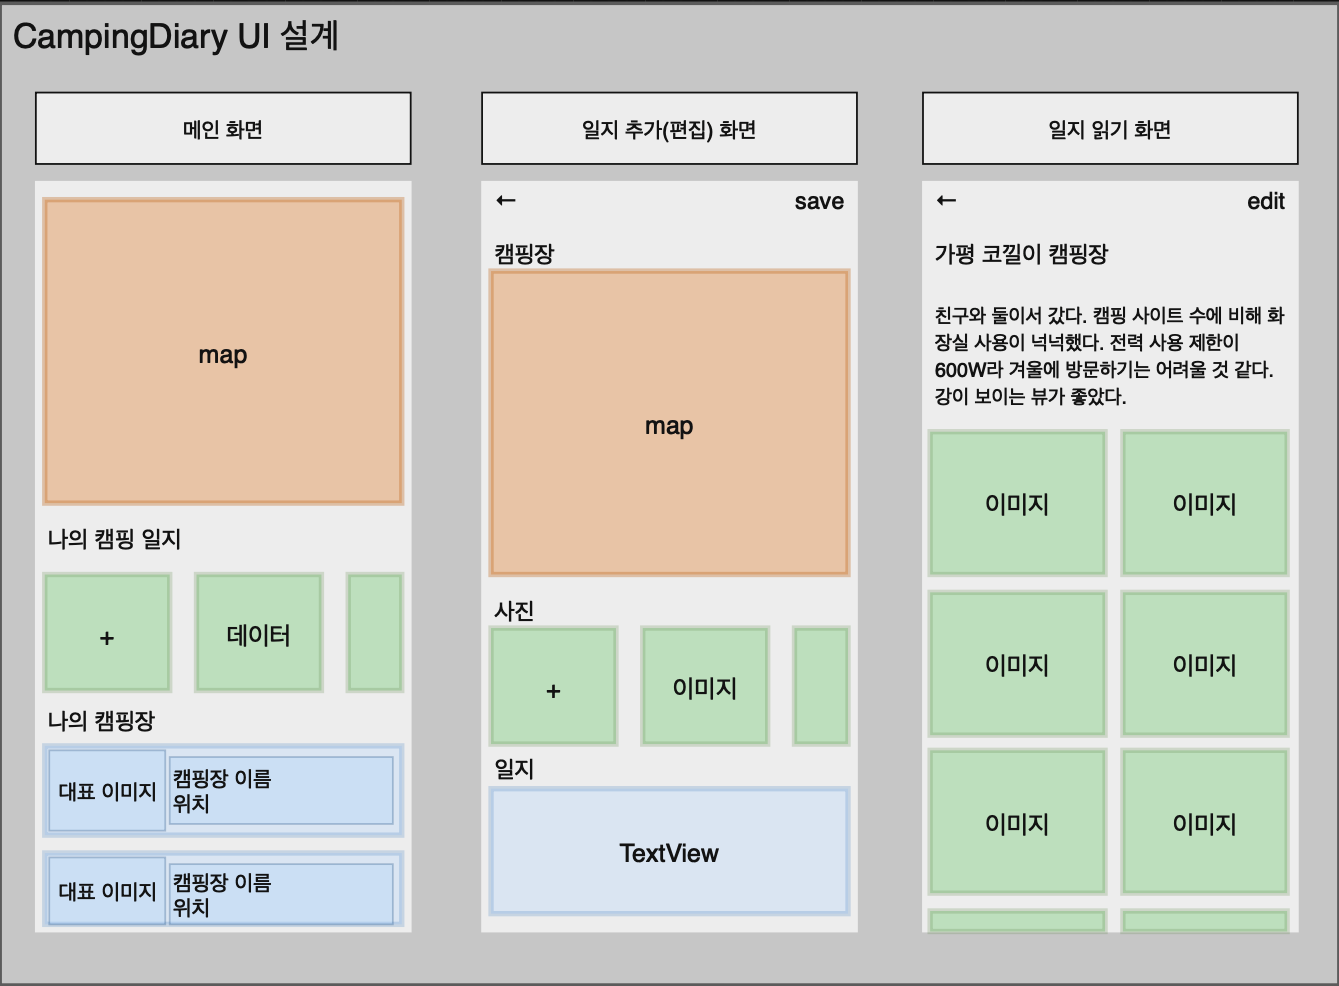 CampingDiary UI 설계
메인 화면
map
나의 캠핑 일지
+
데이터
나의 캠핑장
대표 이미지
캠핑장 이름
위치
대표 이미지
캠핑장 이름
위치
일지 추가(편집) 화면
← save
캠핑장
map
사진
+
이미지
일지
TextView
일지 읽기 화면
← edit
가평 코낄이 캠핑장
친구와 둘이서 갔다. 캠핑 사이트 수에 비해 화
장실 사용이 넉넉했다. 전력 사용 제한이
600W라 겨울에 방문하기는 어려울 것 같다.
강이 보이는 뷰가 좋았다.
이미지 이미지
이미지 이미지
이미지 이미지